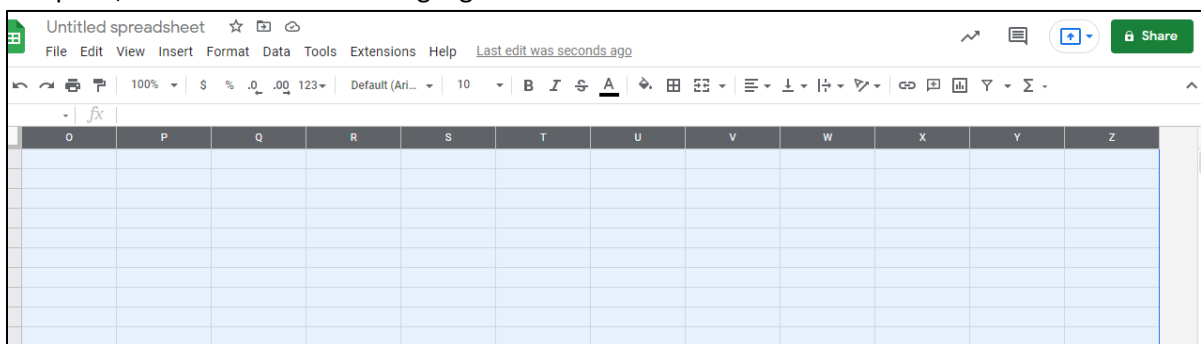 Untitled spreadsheet
File Edit View Insert Format Data Tools Extensions Help Last edit was seconds ago
Share
100% $ % .0 .00 123 Default (Ari... 10 B I S A Σ
fx
O P Q R S T U V W X Y Z